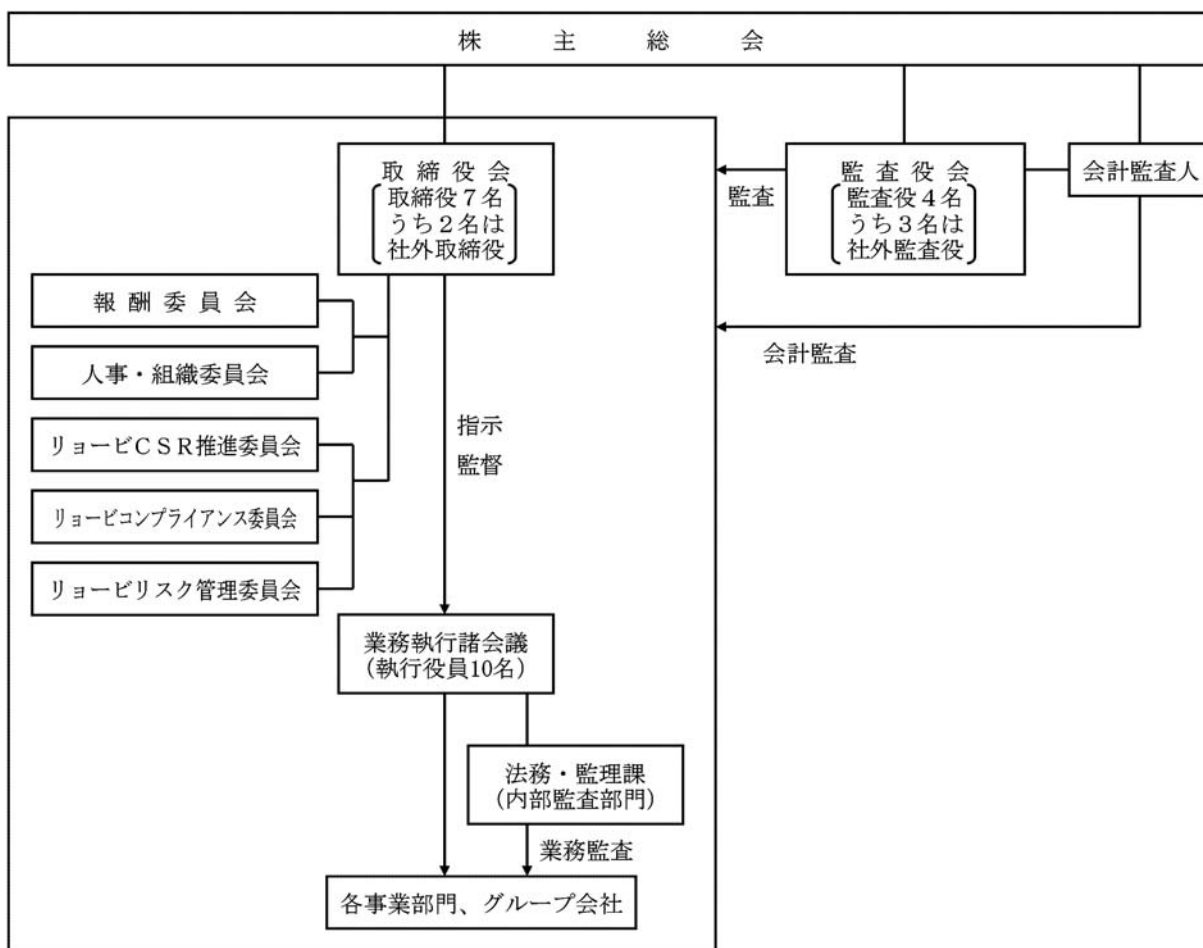 株主総会
取締役会
取締役7名
うち2名は
社外取締役
監査
監査役会
監査役4名
うち3名は
社外監査役
会計監査人
会計監査
報酬委員会
人事・組織委員会
リョービCSR推進委員会
リョービコンプライアンス委員会
リョービリスク管理委員会
指示
監督
業務執行諸会議
(執行役員10名)
法務・監理課
(内部監査部門)
業務監査
各事業部門、グループ会社